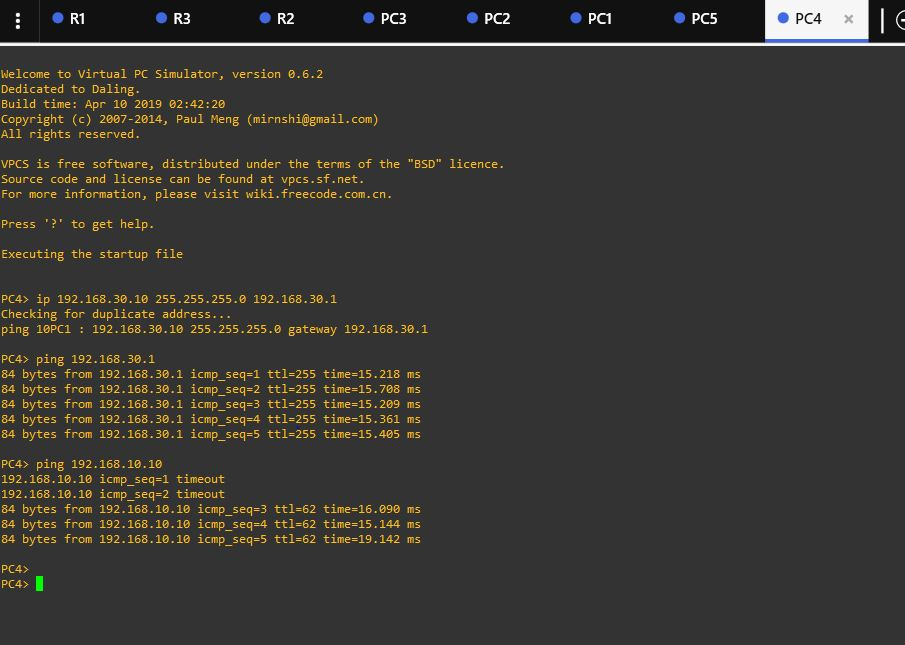 R1 R3 R2 PC3 PC2 PC1 PC5 PC4
Welcome to Virtual PC Simulator, version 0.6.2
Dedicated to Daling.
Build time: Apr 10 2019 02:42:20
Copyright (c) 2007-2014, Paul Meng (mirnshi@gmail.com)
All rights reserved.
VPCS is free software, distributed under the terms of the "BSD" licence.
Source code and license can be found at vpcs.sf.net.
For more information, please visit wiki.freecode.com.cn.
Press '?' to get help.
Executing the startup file
PC4> ip 192.168.30.10 255.255.255.0 192.168.30.1
Checking for duplicate address...
ping 10PC1 : 192.168.30.10 255.255.255.0 gateway 192.168.30.1
PC4> ping 192.168.30.1
84 bytes from 192.168.30.1 icmp_seq=1 ttl=255 time=15.218 ms
84 bytes from 192.168.30.1 icmp_seq=2 ttl=255 time=15.708 ms
84 bytes from 192.168.30.1 icmp_seq=3 ttl=255 time=15.209 ms
84 bytes from 192.168.30.1 icmp_seq=4 ttl=255 time=15.361 ms
84 bytes from 192.168.30.1 icmp_seq=5 ttl=255 time=15.405 ms
PC4> ping 192.168.10.10
192.168.10.10 icmp_seq=1 timeout
192.168.10.10 icmp_seq=2 timeout
84 bytes from 192.168.10.10 icmp_seq=3 ttl=62 time=16.090 ms
84 bytes from 192.168.10.10 icmp_seq=4 ttl=62 time=15.144 ms
84 bytes from 192.168.10.10 icmp_seq=5 ttl=62 time=19.142 ms
PC4>
PC4>